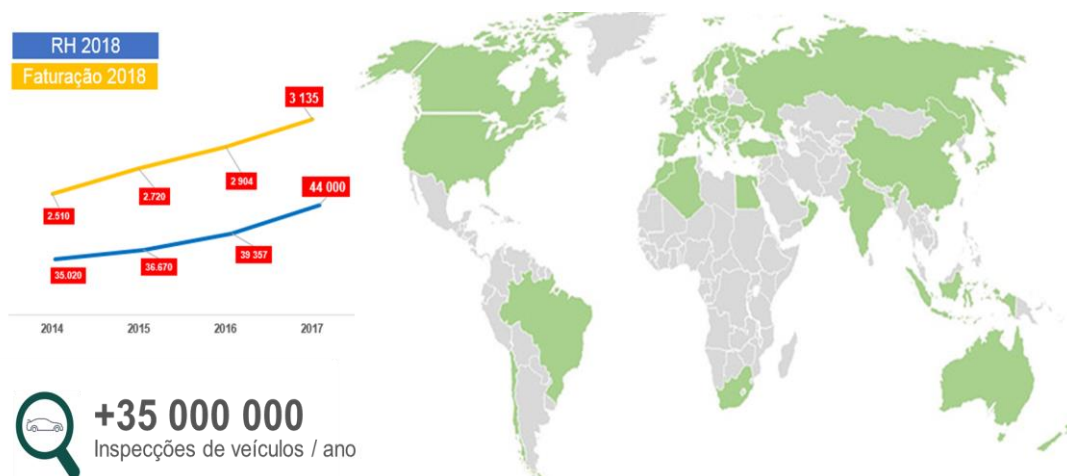 RH 2018
Faturação 2018
3 135
2 904
2.720
2.510
44 000
39 357
36.670
35.020
2014 2015 2016 2017
+35 000 000
Inspecções de veículos / ano